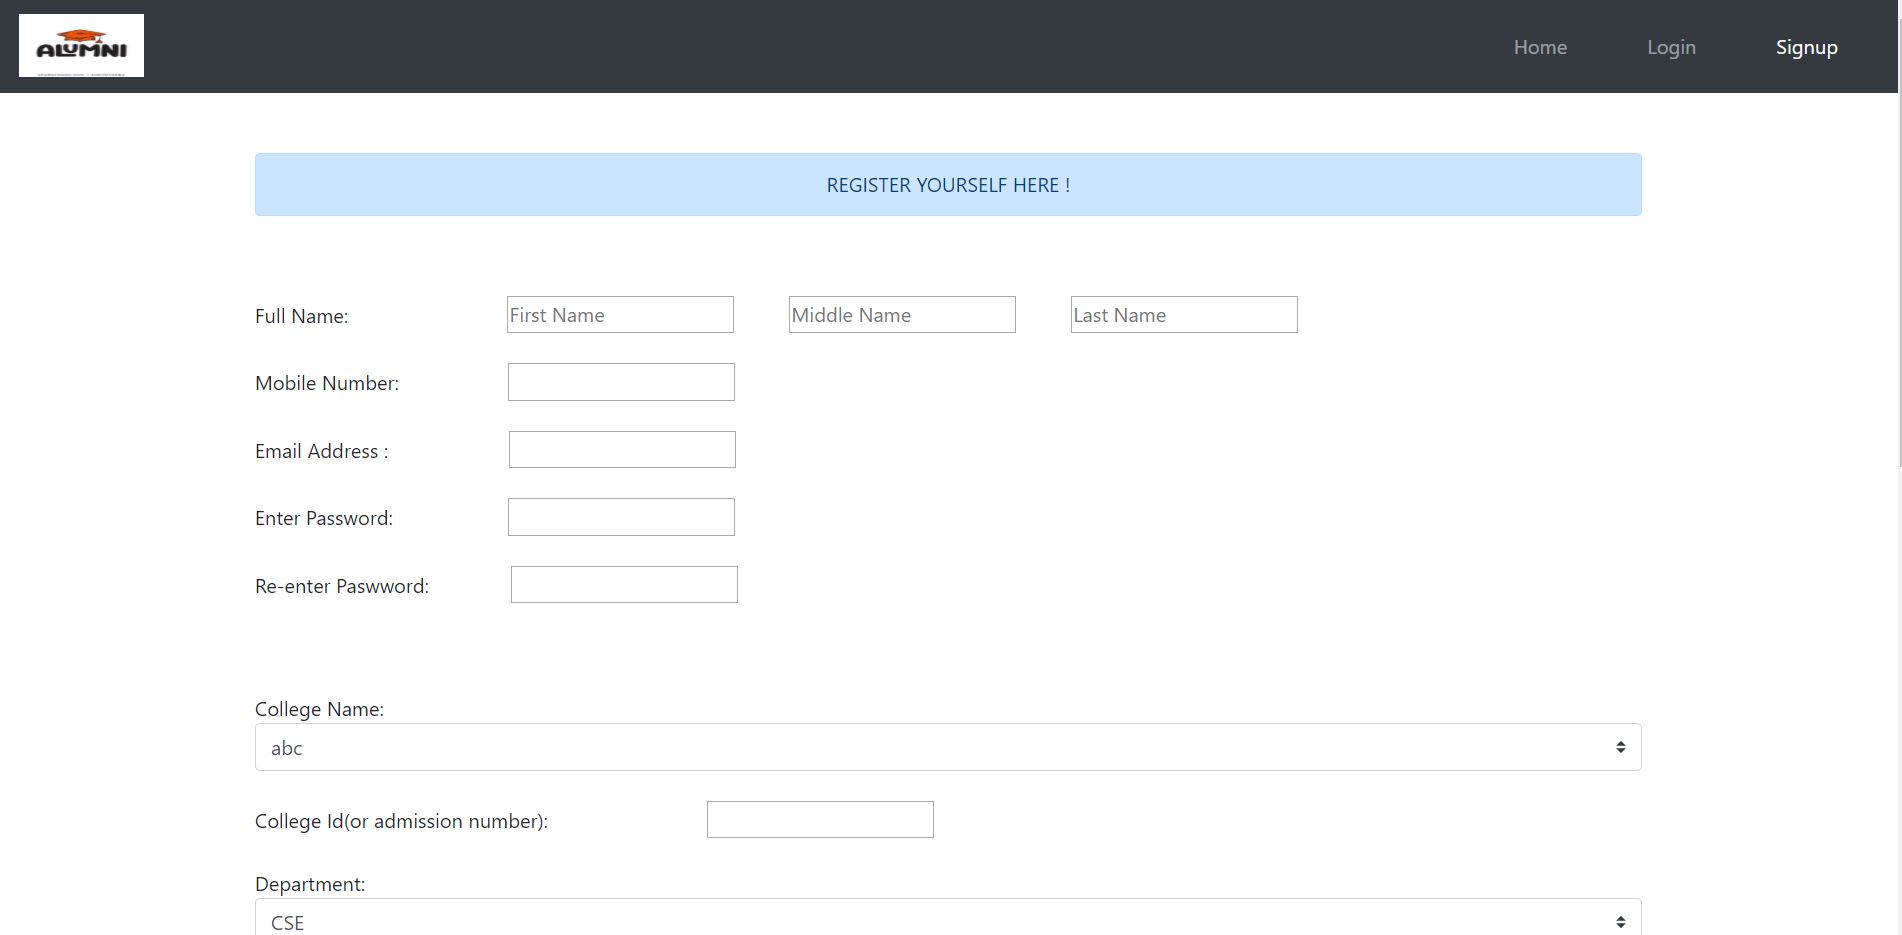 ALUMNI
Home Login Signup
REGISTER YOURSELF HERE !
Full Name: First Name Middle Name Last Name
Mobile Number:
Email Address :
Enter Password:
Re-enter Paswword:
College Name:
abc
College Id(or admission number):
Department:
CSE